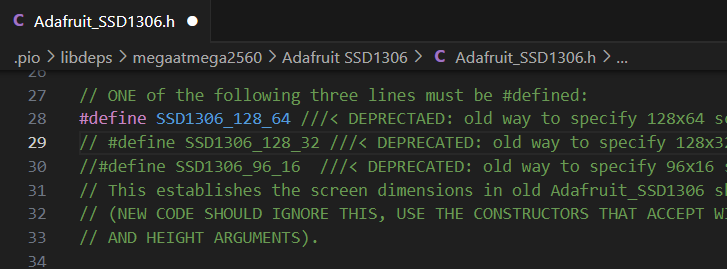 Adafruit_SSD1306.h
.pio > libdeps > megaatmega2560 > Adafruit SSD1306 > C Adafruit_SSD1306.h > ...
26
27 // ONE of the following three lines must be #defined:
28 #define SSD1306_128_64 ///< DEPRECTAED: old way to specify 128x64
29 // #define SSD1306_128_32 ///< DEPRECATED: old way to specify
30 //#define SSD1306_96_16  ///< DEPRECATED: old way to specify 96x16
31 // This establishes the screen dimensions in old Adafruit_SSD1306
32 // (NEW CODE SHOULD IGNORE THIS, USE THE CONSTRUCTORS THAT ACCEPT
33 // AND HEIGHT ARGUMENTS).
34